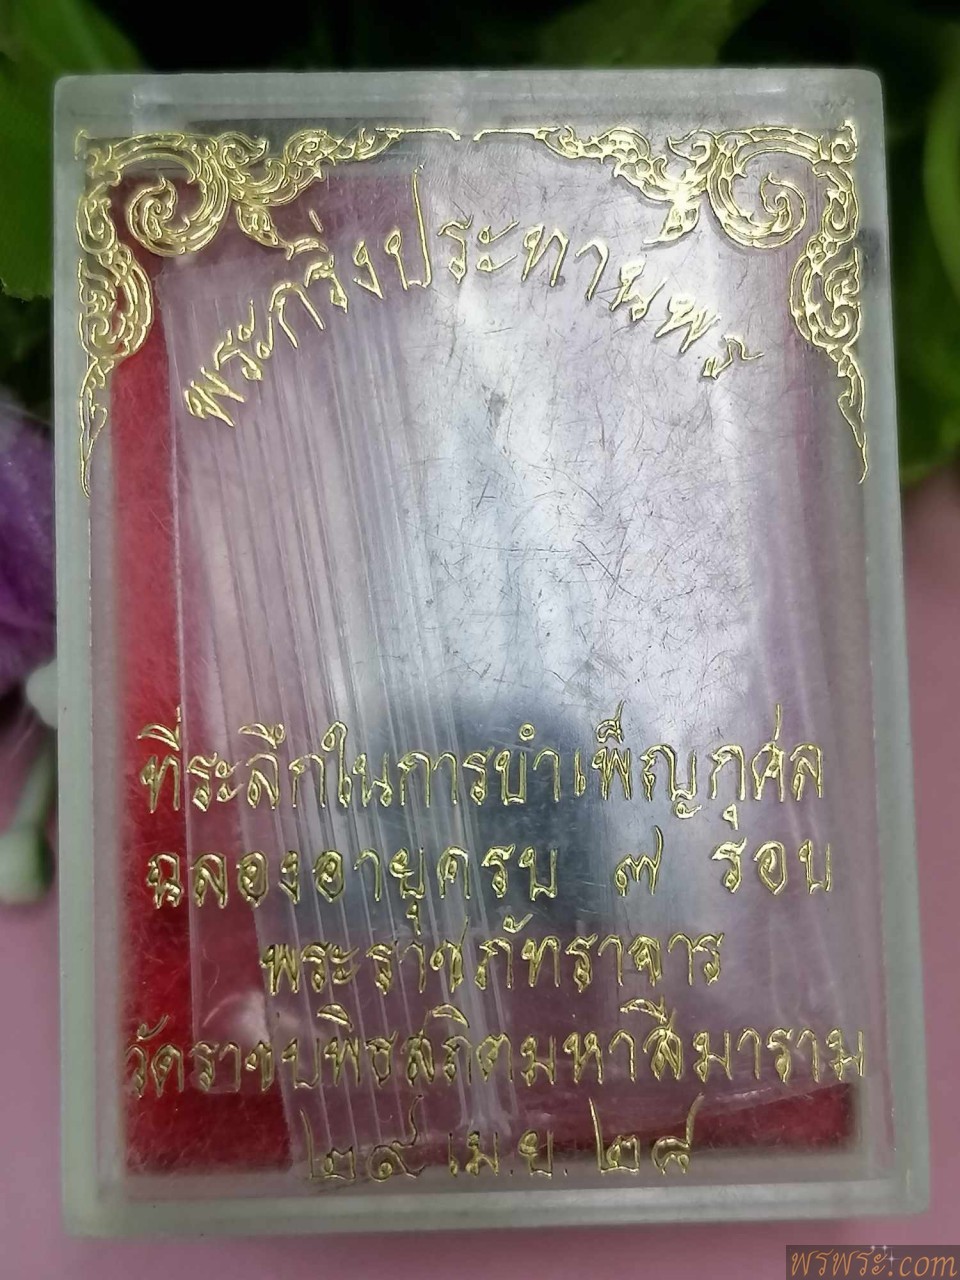 พระกริ่งประทานพร
ที่ระลึกในการบำเพ็ญกุศล
ฉลองอายุครบ ๗ รอบ
พระราชภัทราจาร
วัดราชบพิธสถิตมหาสีมาราม
๒๙ เม.ย. ๒๘
พรพระ.com